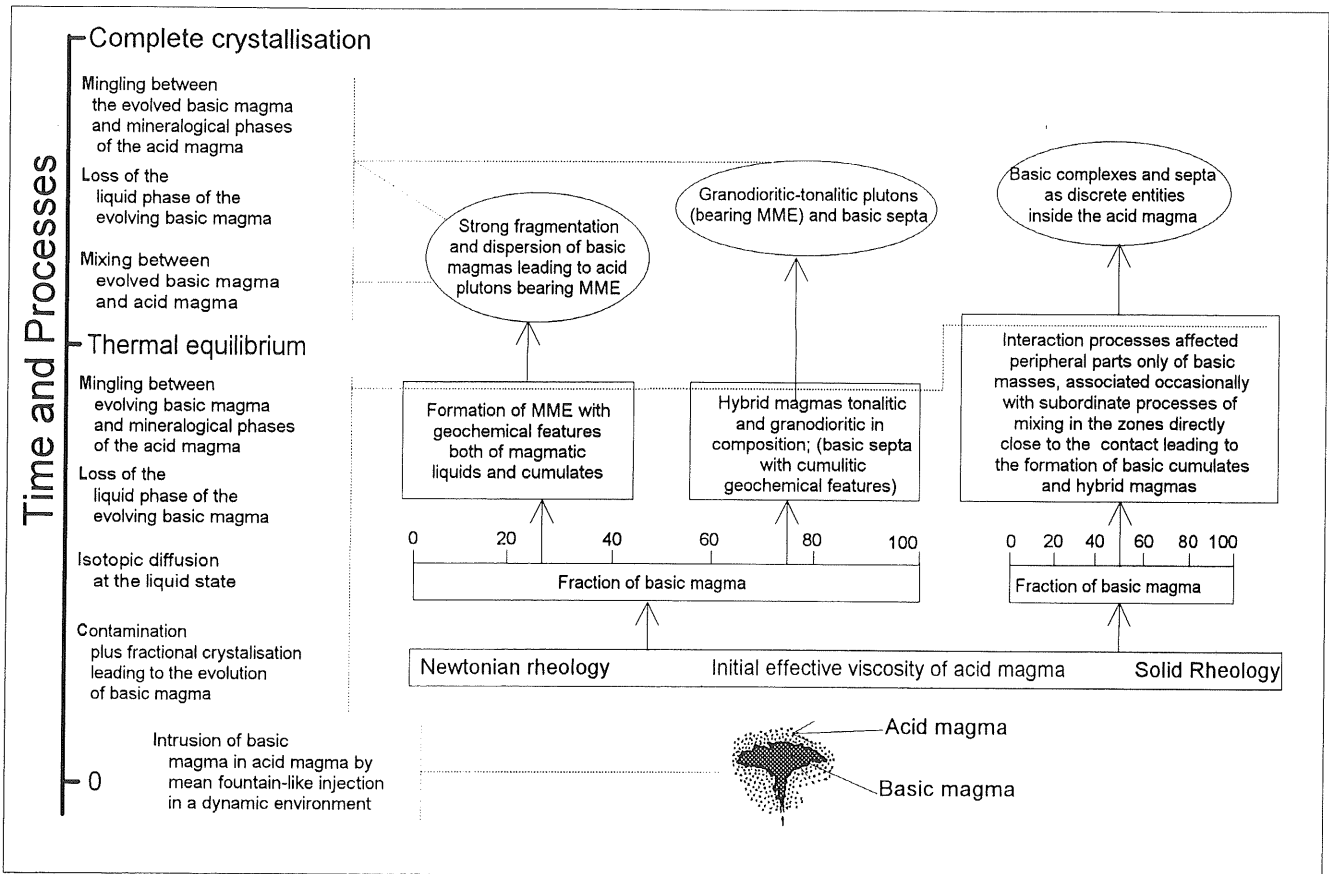 Time and Processes
Complete crystallisation
Mingling between
the evolved basic magma
and mineralogical phases
of the acid magma
Loss of the
liquid phase of the
evolving basic magma
Mixing between
evolved basic magma
and acid magma
Thermal equilibrium
Mingling between
evolving basic magma
and mineralogical phases
of the acid magma
Loss of the
liquid phase of the
evolving basic magma
Isotopic diffusion
at the liquid state
Contamination
plus fractional crystalisation
leading to the evolution
of basic magma
0
Intrusion of basic
magma in acid magma by
mean fountain-like injection
in a dynamic environment
Strong fragmentation
and dispersion of basic
magmas leading to acid
plutons bearing MME
Granodioritic-tonalitic plutons
(bearing MME) and basic septa
Basic complexes and septa
as discrete entities
inside the acid magma
Formation of MME with
geochemical features
both of magmatic
liquids and cumulates
Hybrid magmas tonalitic
and granodioritic in
composition; (basic septa
with cumulitic
geochemical features)
Interaction processes affected
peripheral parts only of basic
masses, associated occasionally
with subordinate processes of
mixing in the zones directly
close to the contact leading to
the formation of basic cumulates
and hybrid magmas
0 20 40 60 80 100
Fraction of basic magma
0 20 40 60 80 100
Fraction of basic magma
Newtonian rheology Initial effective viscosity of acid magma Solid Rheology
Acid magma
Basic magma